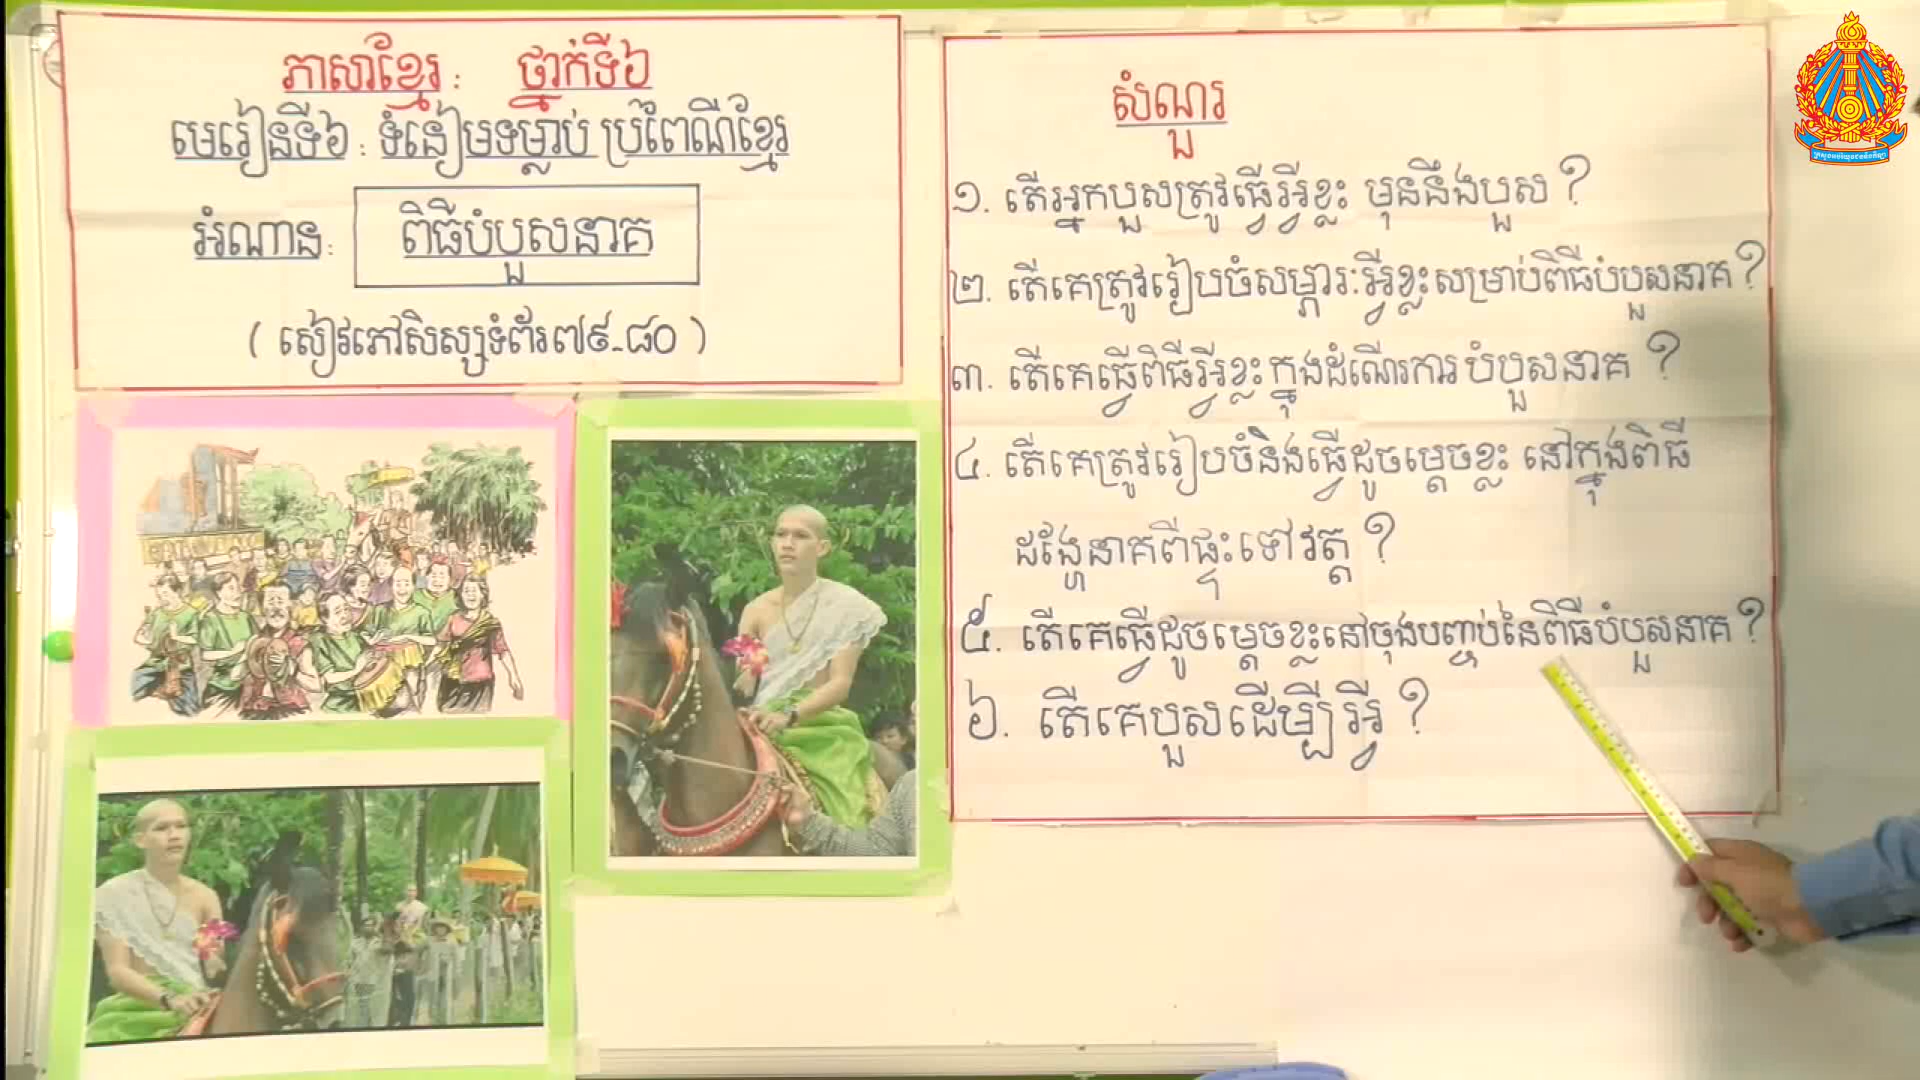 ភាសាខ្មែរ : ថ្នាក់ទី៦
មេរៀនទី៦ : ទំនៀមទម្លាប់ ប្រពៃណីខ្មែរ
អំណាន: ពិធីបំបួសនាគ
( សៀវភៅសិស្សទំព័រ៧៩-៨០ )
សំណួរ
១. តើអ្នកបួសត្រូវធ្វើអ្វីខ្លះ មុននឹងបួស ?
២. តើគេត្រូវរៀបចំសម្ភារៈអ្វីខ្លះសម្រាប់ពិធីបំបួសនាគ ?
៣. តើគេធ្វើពិធីអ្វីខ្លះក្នុងដំណើរការបំបួសនាគ ?
៤. តើគេត្រូវរៀបចំនិងធ្វើដូចម្ដេចខ្លះ នៅក្នុងពិធី
ដង្ហែនាគពីផ្ទះទៅវត្ត ?
៥. តើគេធ្វើដូចម្ដេចខ្លះនៅចុងបញ្ចប់នៃពិធីបំបួសនាគ ?
៦. តើគេបួសដើម្បីអ្វី ?